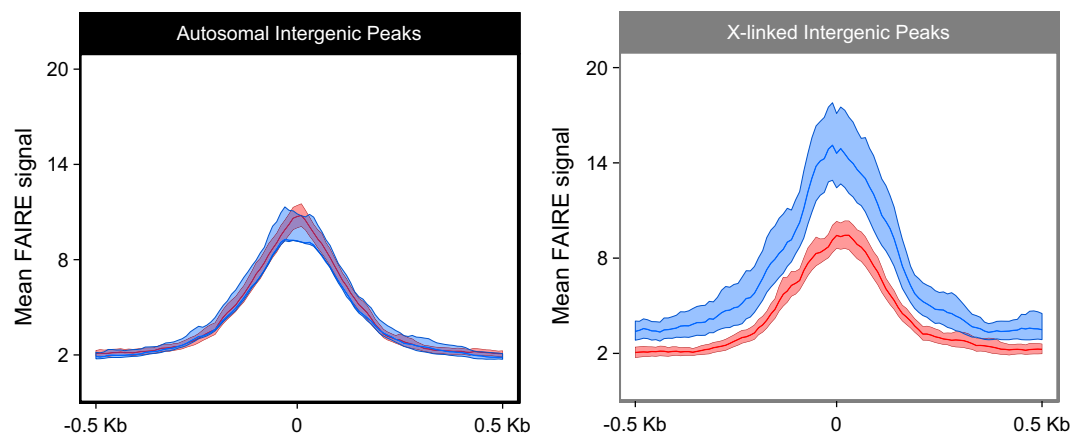 Autosomal Intergenic Peaks
Mean FAIRE signal
20
14
8
2
-0.5 Kb
0
0.5 Kb
X-linked Intergenic Peaks
Mean FAIRE signal
20
14
8
2
-0.5 Kb
0
0.5 Kb